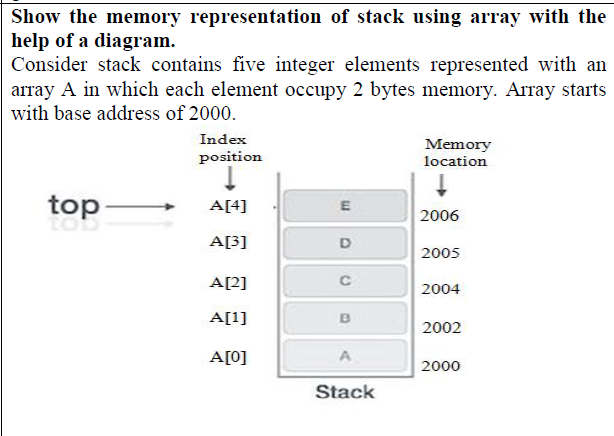 Show the memory representation of stack using array with the
help of a diagram.
Consider stack contains five integer elements represented with an
array A in which each element occupy 2 bytes memory. Array starts
with base address of 2000.
Index
position
Memory
location
top
A[4] E 2006
A[3] D 2005
A[2] C 2004
A[1] B 2002
A[0] A 2000
Stack